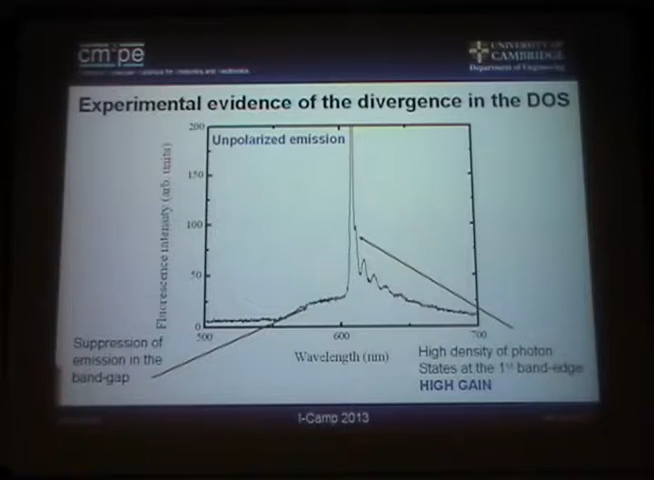 cm pe
UNIVERSITY OF
CAMBRIDGE
Department of Engineering
Experimental evidence of the divergence in the DOS
Unpolarized emission
200
150
100
50
0
Fluorescence intensity (arb. units)
500
600
700
Wavelength (nm)
Suppression of
emission in the
band-gap
High density of photon
States at the 1st band-edge
HIGH GAIN
I-Camp 2013